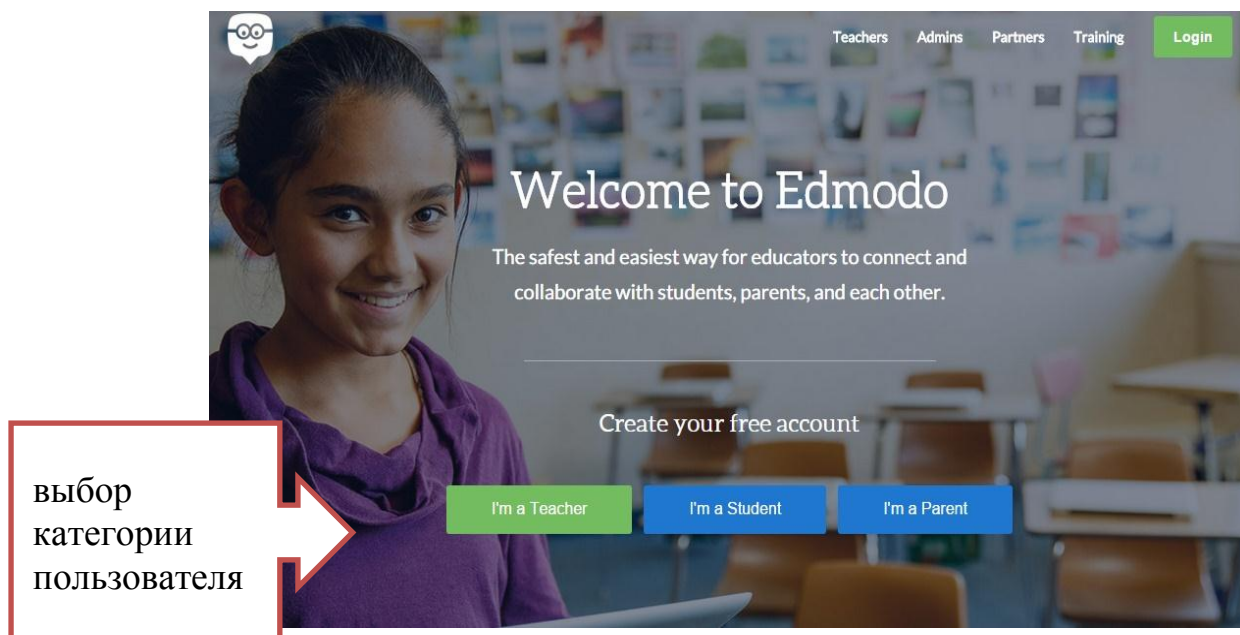 Teachers Admins Partners Training Login
Welcome to Edmodo
The safest and easiest way for educators to connect and
collaborate with students, parents, and each other.
Create your free account
I'm a Teacher I'm a Student I'm a Parent
выбор
категории
пользователя